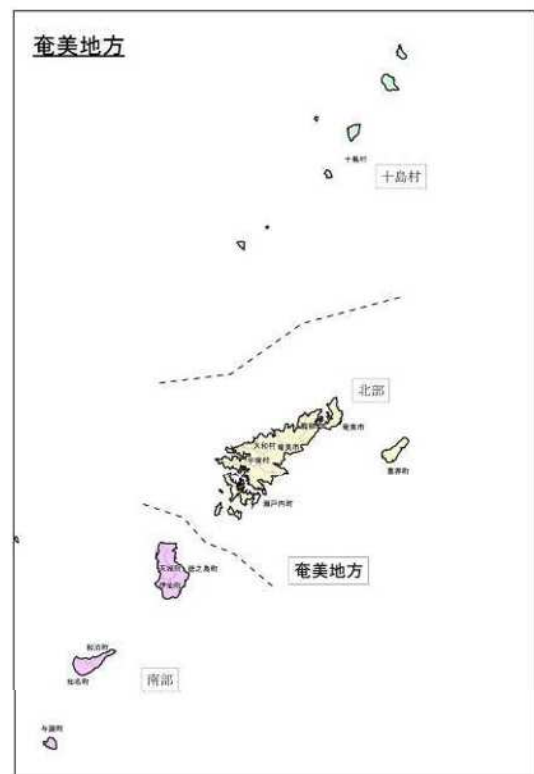 奄美地方
十島村
十島村
北部
龍郷町
奄美市
大和村
奄美市
宇検村
喜界町
瀬戸内町
奄美地方
天城町
徳之島町
伊仙町
和泊町
知名町
南部
与論町